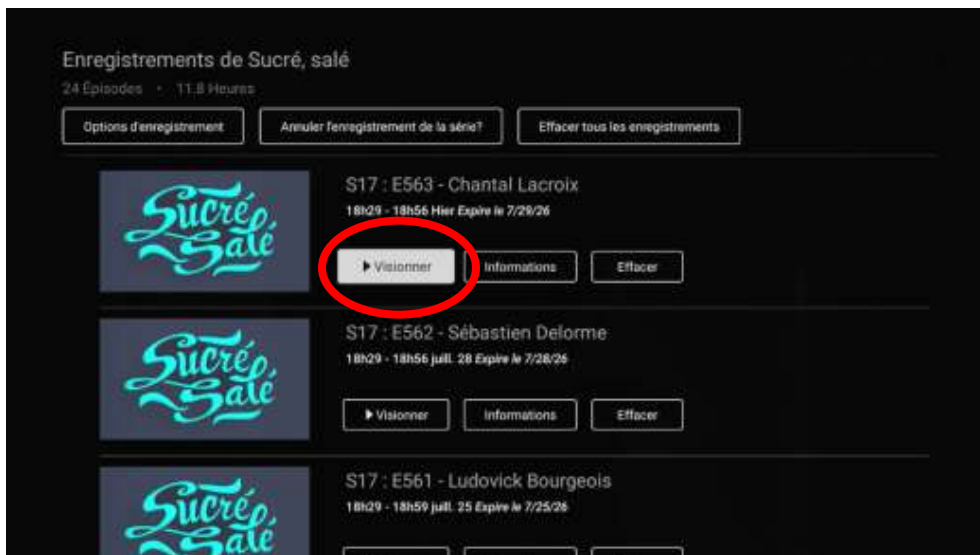 Enregistrements de Sucré, salé
24 Épisodes • 11.8 Heures
Options d'enregistrement
Annuler l'enregistrement de la série?
Effacer tous les enregistrements
Sucré, Salé
S17 : E563 - Chantal Lacroix
18h29 - 18h56 Hier Expire le 7/29/26
Visionner
Informations
Effacer
Sucré, Salé
S17 : E562 - Sébastien Delorme
18h29 - 18h56 juill. 28 Expire le 7/28/26
Visionner
Informations
Effacer
Sucré, Salé
S17 : E561 - Ludovick Bourgeois
18h29 - 18h59 juill. 25 Expire le 7/25/26